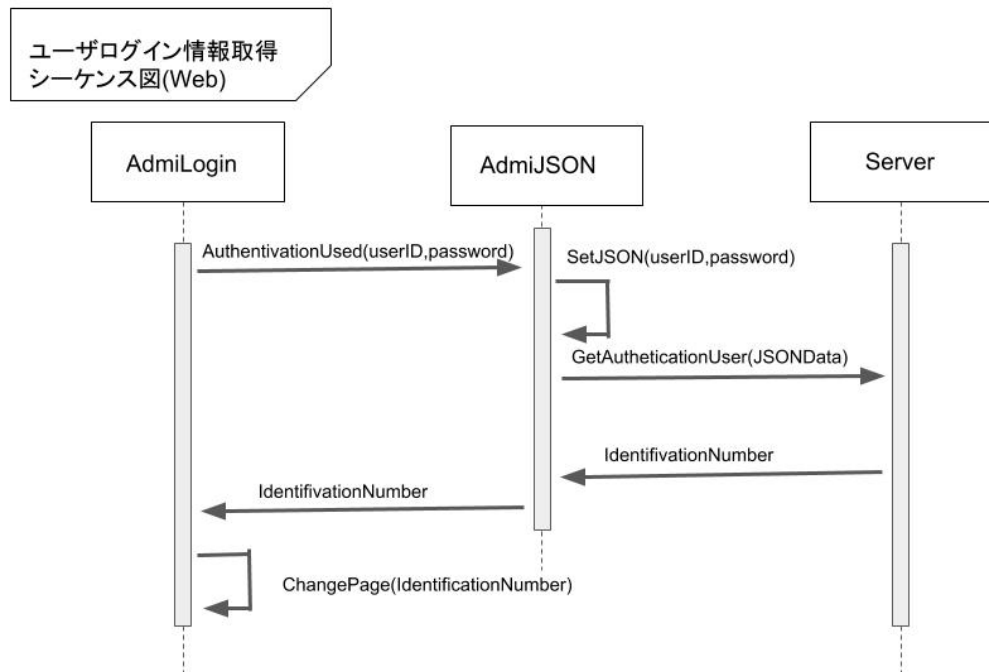 ユーザログイン情報取得
シーケンス図(Web)
AdmiLogin
AdmiJSON
Server
AuthentivationUsed(userID,password)
SetJSON(userID,password)
GetAutheticationUser(JSONData)
IdentifivationNumber
IdentifivationNumber
ChangePage(IdentificationNumber)